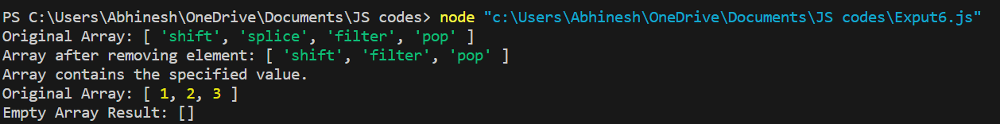 PS C:\Users\Abhinesh\OneDrive\Documents\JS codes> node "c:\Users\Abhinesh\OneDrive\Documents\JS codes\Exput6.js"
Original Array: [ 'shift', 'splice', 'filter', 'pop' ]
Array after removing element: [ 'shift', 'filter', 'pop' ]
Array contains the specified value.
Original Array: [ 1, 2, 3 ]
Empty Array Result: []